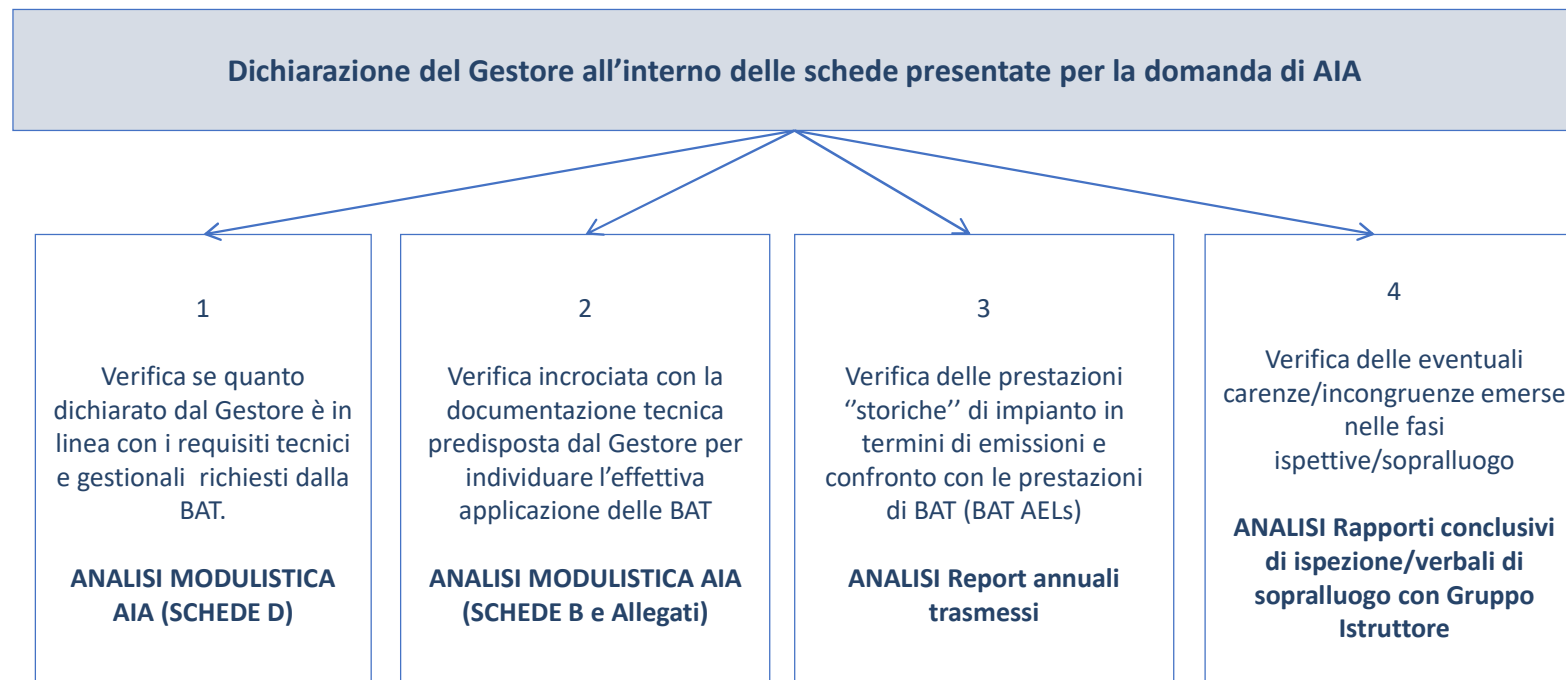 Dichiarazione del Gestore all’interno delle schede presentate per la domanda di AIA
1
Verifica se quanto
dichiarato dal Gestore è in
linea con i requisiti tecnici
e gestionali richiesti dalla
BAT.
ANALISI MODULISTICA
AIA (SCHEDE D)
2
Verifica incrociata con la
documentazione tecnica
predisposta dal Gestore per
individuare l’effettiva
applicazione delle BAT
ANALISI MODULISTICA AIA
(SCHEDE B e Allegati)
3
Verifica delle prestazioni
‘’storiche’’ di impianto in
termini di emissioni e
confronto con le prestazioni
di BAT (BAT AELs)
ANALISI Report annuali
trasmessi
4
Verifica delle eventuali
carenze/incongruenze emerse
nelle fasi
ispettive/sopralluogo
ANALISI Rapporti conclusivi
di ispezione/verbali di
sopralluogo con Gruppo
Istruttore